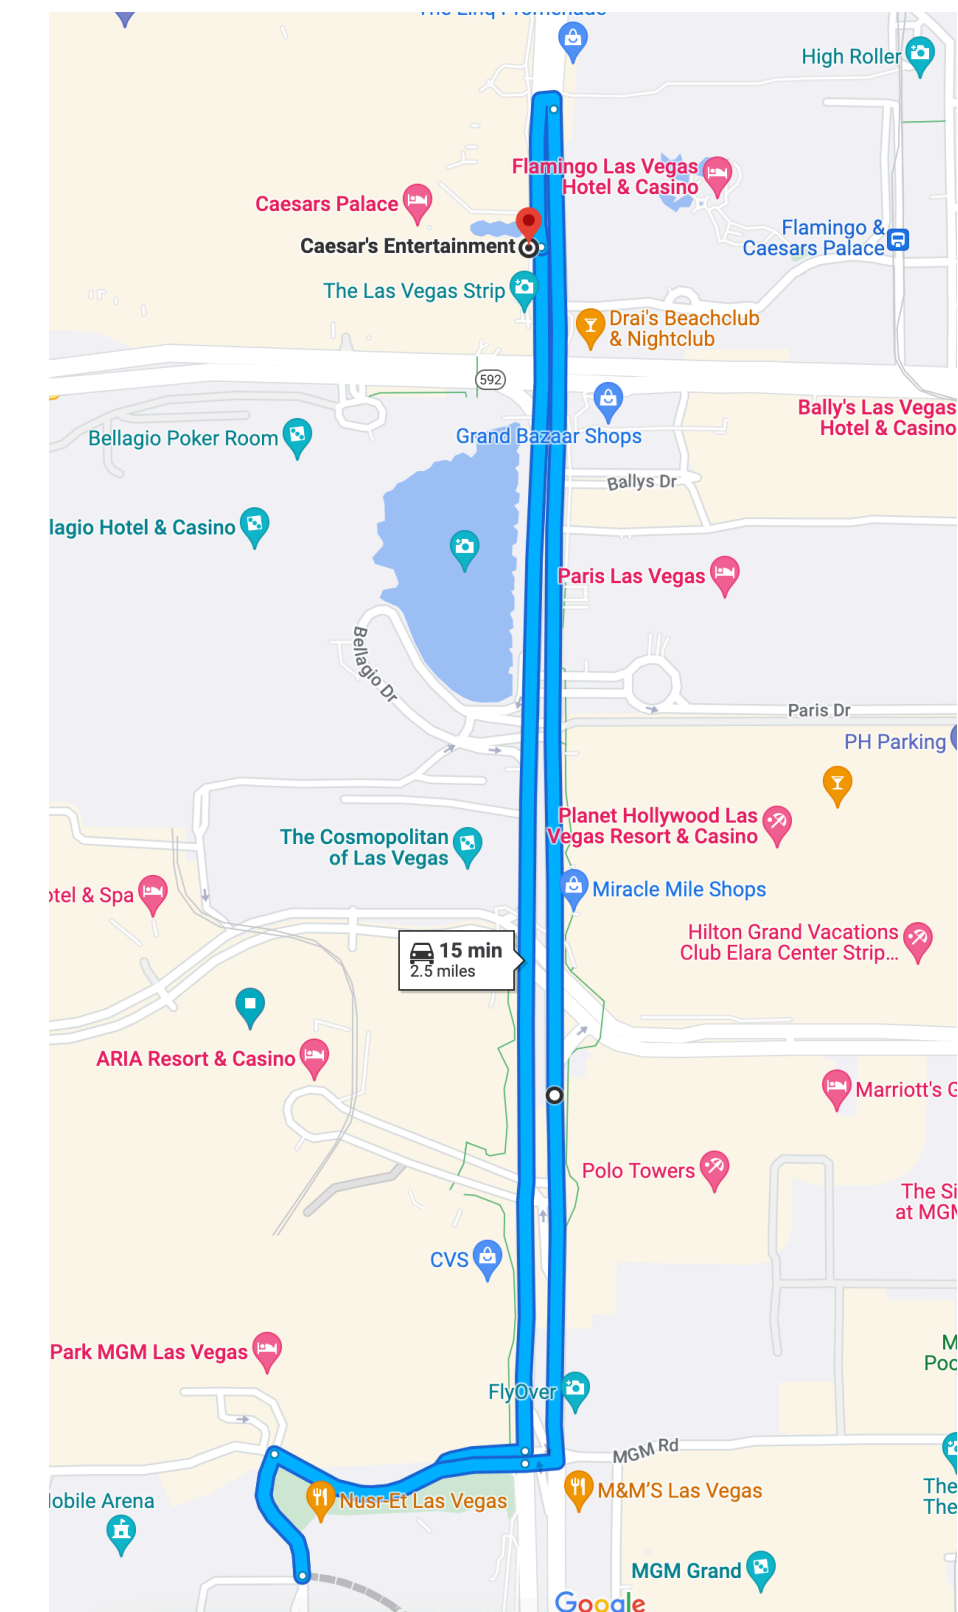 The Linq Promenade
High Roller
Flamingo Las Vegas
Hotel & Casino
Caesars Palace
Flamingo &
Caesars Palace
Caesar's Entertainment
The Las Vegas Strip
Drai's Beachclub
& Nightclub
592
Bally's Las Vegas
Hotel & Casino
Bellagio Poker Room
Grand Bazaar Shops
Ballys Dr
lagio Hotel & Casino
Paris Las Vegas
Bellagio Dr
Paris Dr
PH Parking
Planet Hollywood Las
Vegas Resort & Casino
The Cosmopolitan
of Las Vegas
Miracle Mile Shops
otel & Spa
Hilton Grand Vacations
Club Elara Center Strip...
15 min
2.5 miles
ARIA Resort & Casino
Marriott's G
Polo Towers
The Si
at MGM
CVS
Park MGM Las Vegas
M
Poo
FlyOver
MGM Rd
lobile Arena
Nusr-Et Las Vegas
M&M'S Las Vegas
The
The
MGM Grand
Google